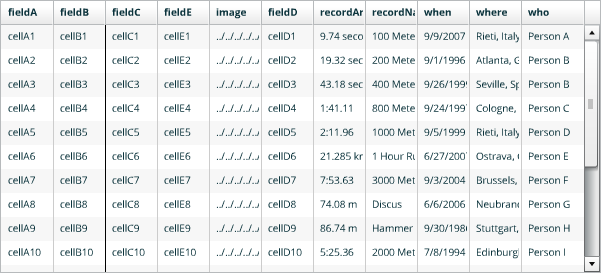 fieldA fieldB fieldC fieldE image fieldD recordAr recordNa when where who
cellA1 cellB1 cellC1 cellE1 ../../../../ cellD1 9.74 seco 100 Mete 9/9/2007 Rieti, Italy Person A
cellA2 cellB2 cellC2 cellE2 ../../../../ cellD2 19.32 sec 200 Mete 9/1/1996 Atlanta, G Person B
cellA3 cellB3 cellC3 cellE3 ../../../../ cellD3 43.18 sec 400 Mete 9/26/199 Seville, Sp Person B
cellA4 cellB4 cellC4 cellE4 ../../../../ cellD4 1:41.11 800 Mete 9/24/199 Cologne, Person C
cellA5 cellB5 cellC5 cellE5 ../../../../ cellD5 2:11.96 1000 Met 9/5/1999 Rieti, Italy Person D
cellA6 cellB6 cellC6 cellE6 ../../../../ cellD6 21.285 kr 1 Hour Ru 6/27/200 Ostrava, Person E
cellA7 cellB7 cellC7 cellE7 ../../../../ cellD7 7:53.63 3000 Met 9/3/2004 Brussels, Person F
cellA8 cellB8 cellC8 cellE8 ../../../../ cellD8 74.08 m Discus 6/6/2006 Neubran Person G
cellA9 cellB9 cellC9 cellE9 ../../../../ cellD9 86.74 m Hammer 9/30/198 Stuttgart, Person H
cellA10 cellB10 cellC10 cellE10 ../../../../ cellD10 5:25.36 2000 Met 7/8/1994 Edinburg Person I